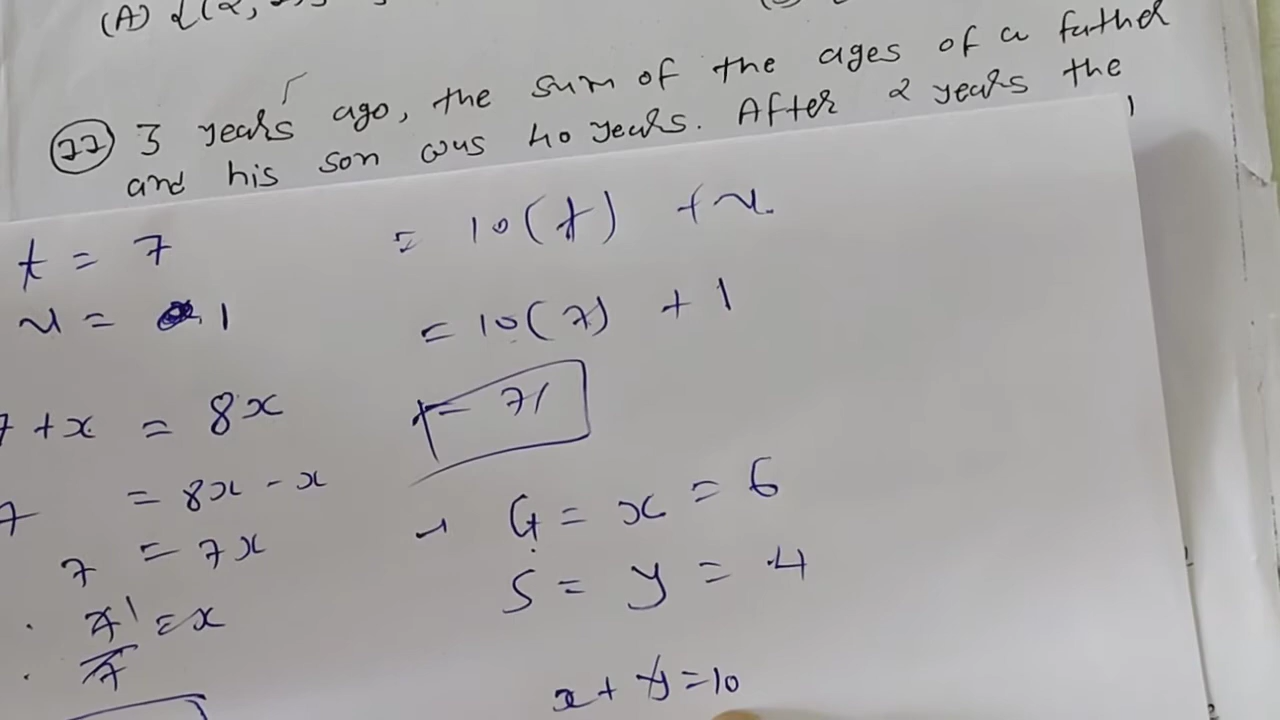 (A)
77 3 years ago, the sum of the ages of a father
and his son was 40 years. After 2 years the
t = 7
u = 1
7 + x = 8x
7 = 8x - x
7 = 7x
7 1 = x
7
= 10(t) + u.
= 10(7) + 1
= 71
G = x = 6
S = y = 4
x + y = 10